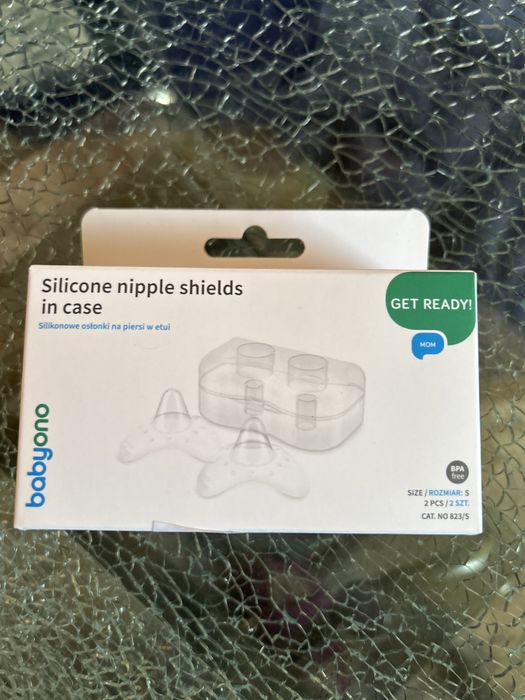 Silicone nipple shields
in case
Silikonowe osłonki na piersi w etui
GET READY!
MOM
babyono
BPA
free
SIZE / ROZMIAR: S
2 PCS / 2 SZT.
CAT. NO 823/S